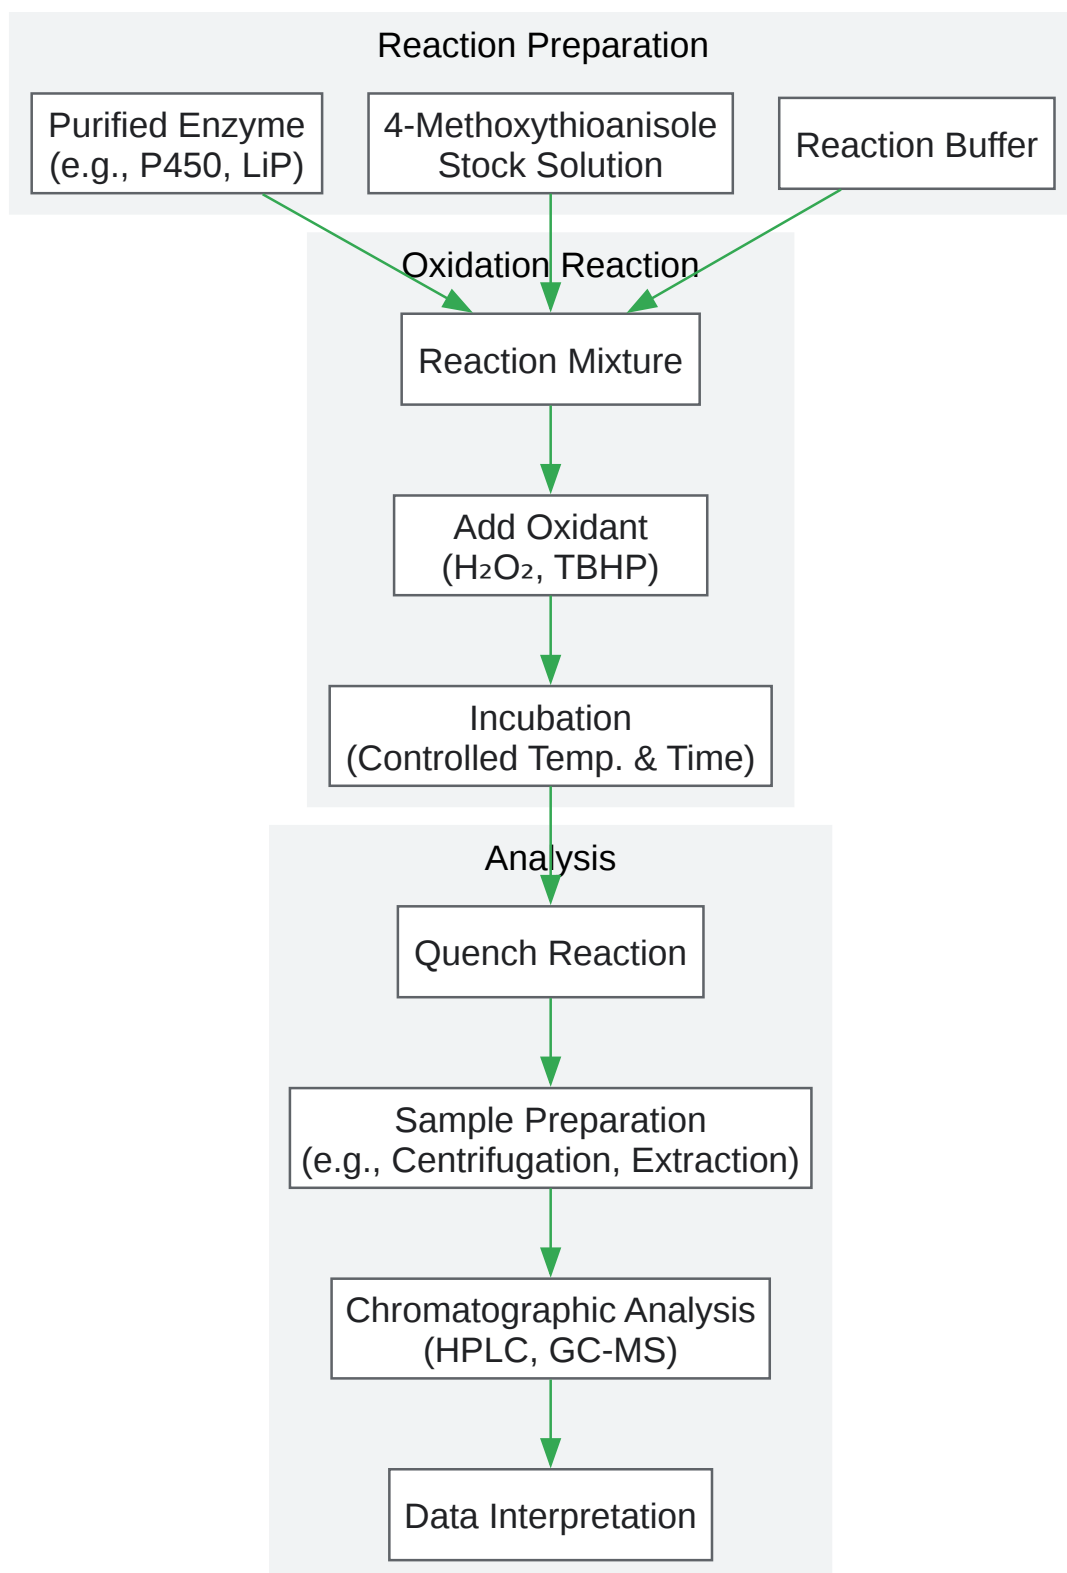 Reaction Preparation
Purified Enzyme
(e.g., P450, LiP)
4-Methoxythioanisole
Stock Solution
Reaction Buffer
Oxidation Reaction
Reaction Mixture
Add Oxidant
(H₂O₂, TBHP)
Incubation
(Controlled Temp. & Time)
Analysis
Quench Reaction
Sample Preparation
(e.g., Centrifugation, Extraction)
Chromatographic Analysis
(HPLC, GC-MS)
Data Interpretation